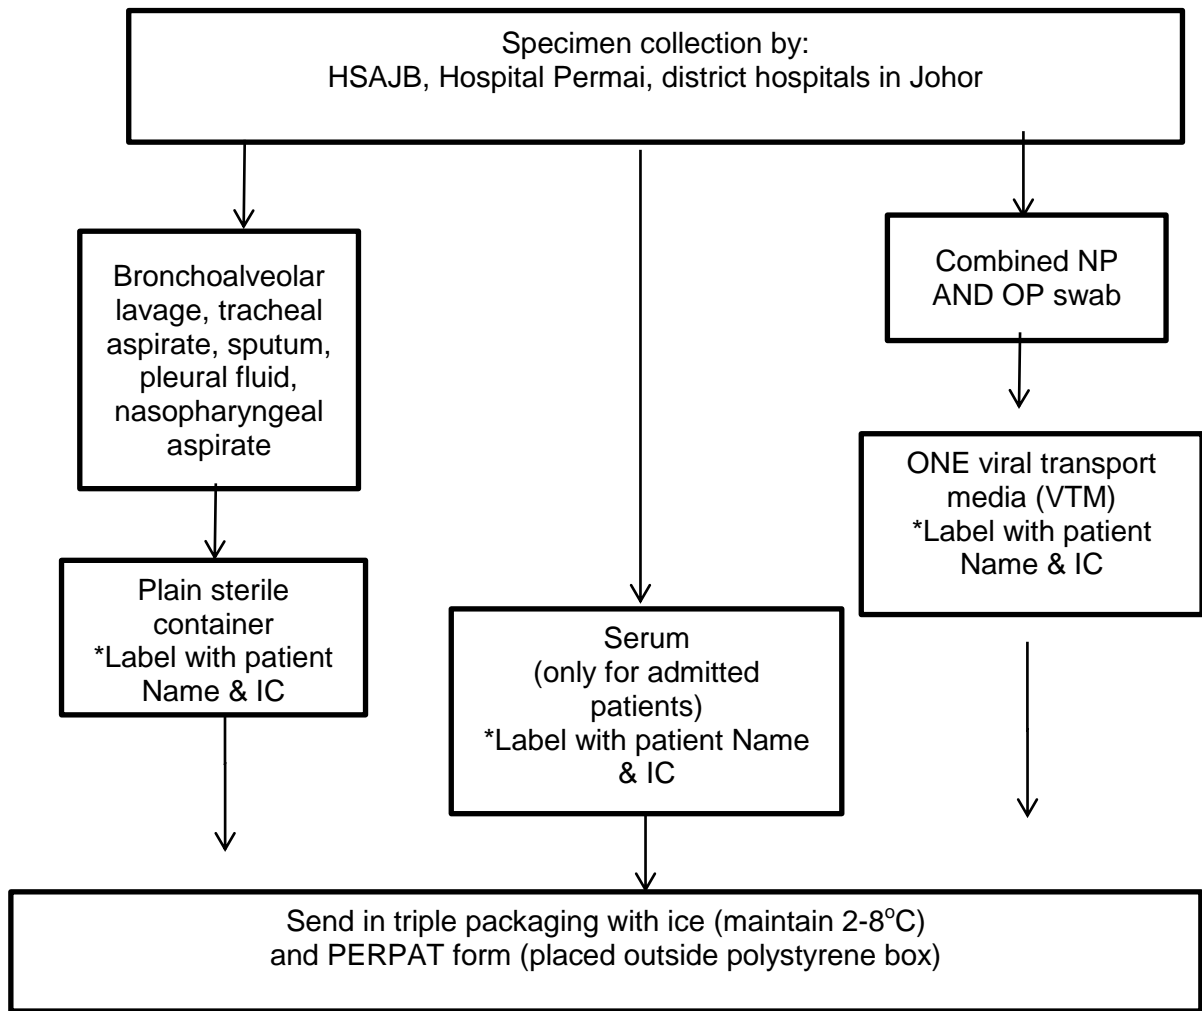 Specimen collection by:
HSAJB, Hospital Permai, district hospitals in Johor
Bronchoalveolar
lavage, tracheal
aspirate, sputum,
pleural fluid,
nasopharyngeal
aspirate
Combined NP
AND OP swab
Plain sterile
container
*Label with patient
Name & IC
Serum
(only for admitted
patients)
*Label with patient Name
& IC
ONE viral transport
media (VTM)
*Label with patient
Name & IC
Send in triple packaging with ice (maintain 2-8°C)
and PERPAT form (placed outside polystyrene box)